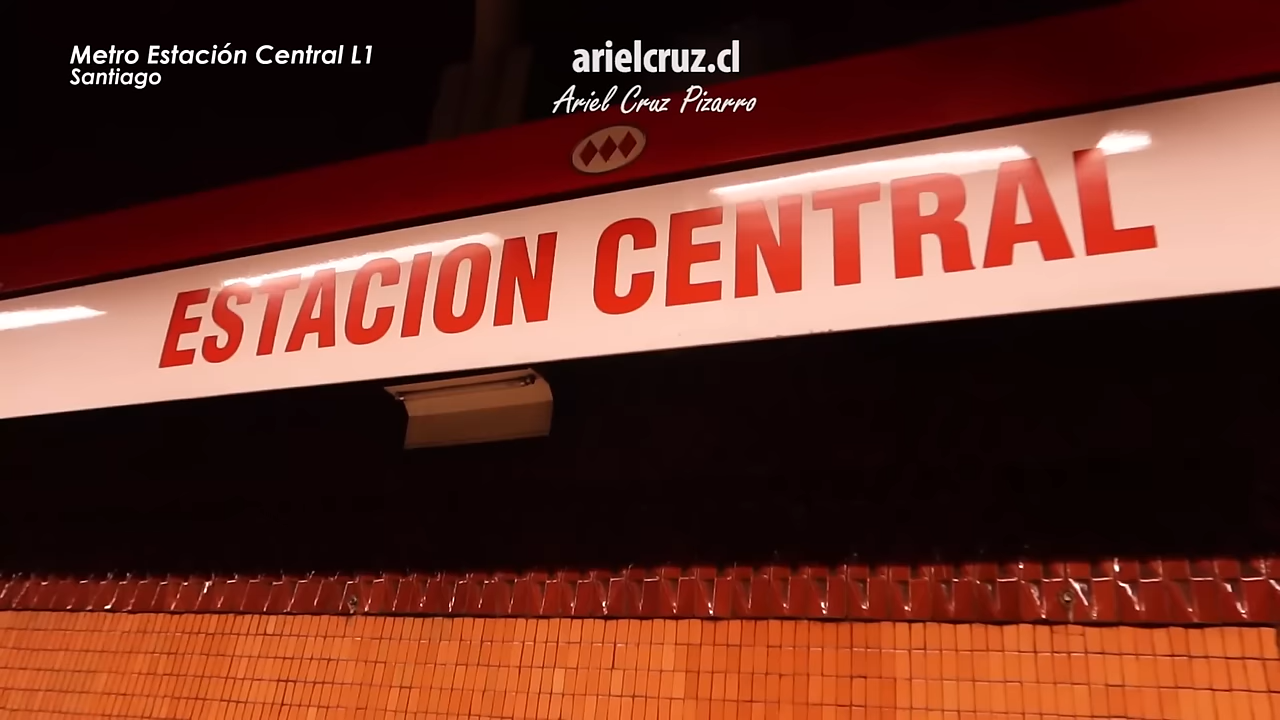 Metro Estación Central L1
Santiago
arielcruz.cl
Ariel Cruz Pizarro
ESTACION CENTRAL